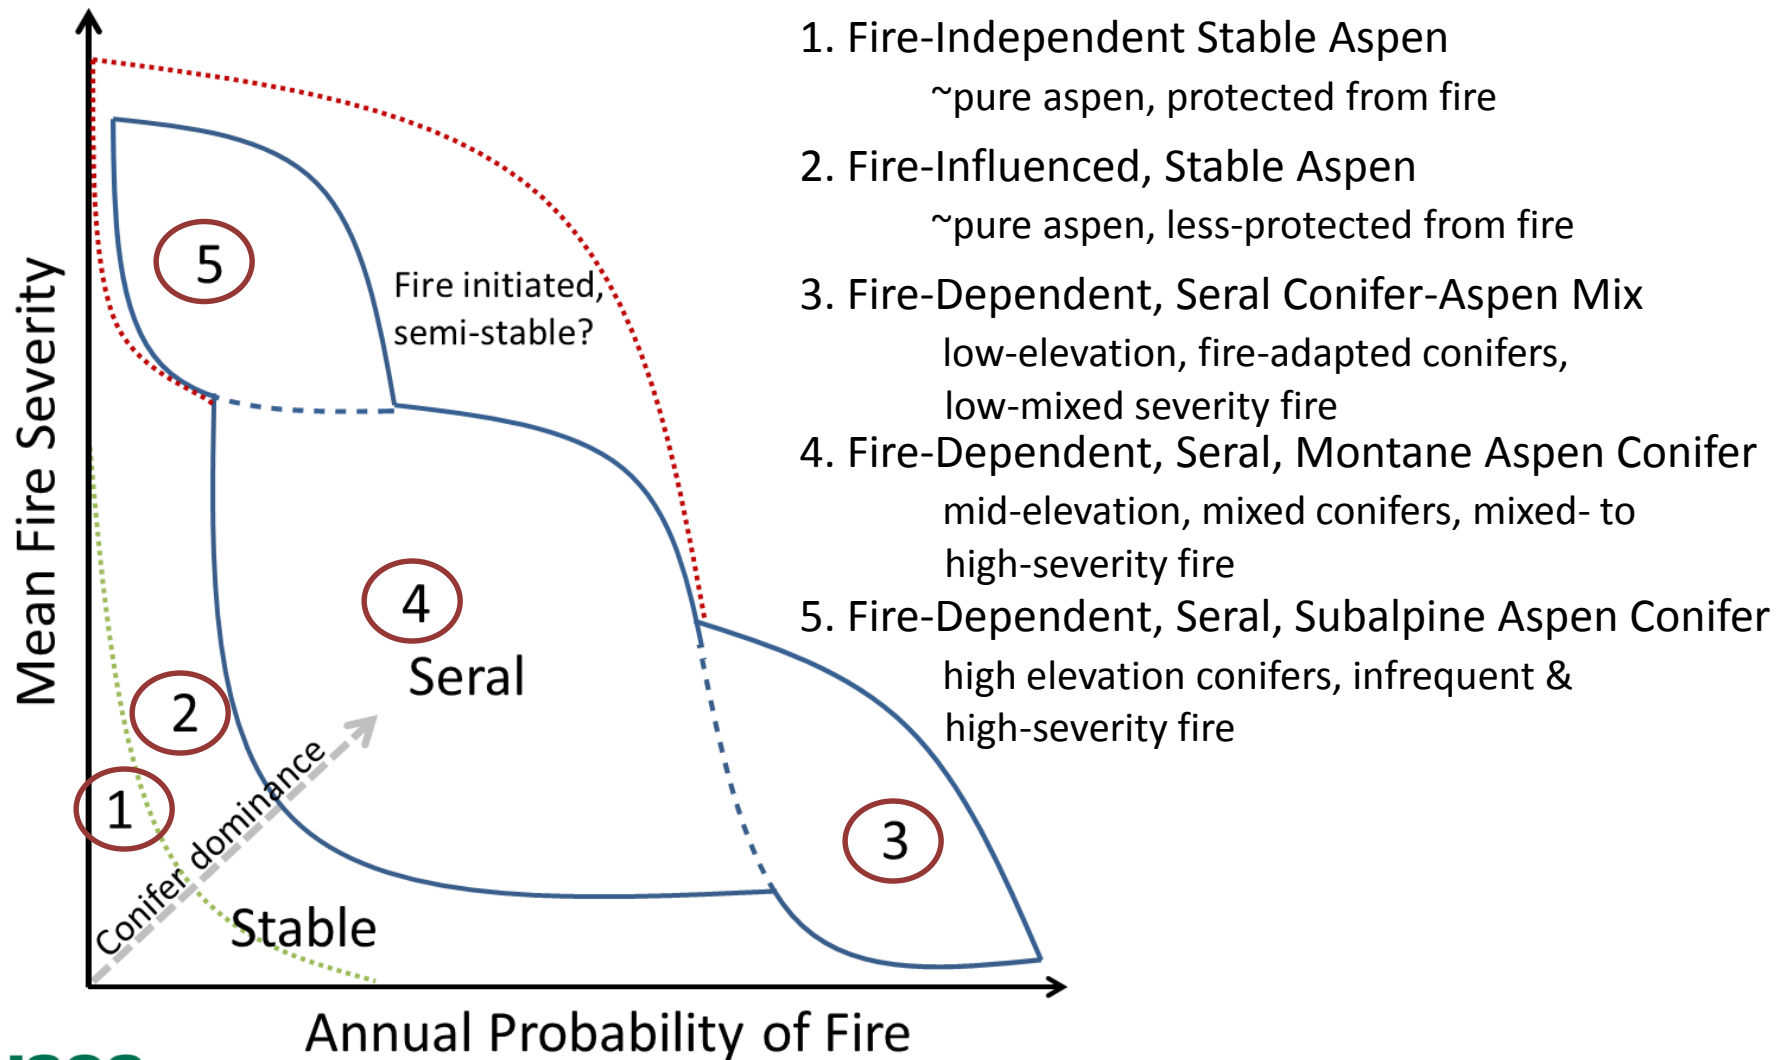 1. Fire-Independent Stable Aspen
~pure aspen, protected from fire
2. Fire-Influenced, Stable Aspen
~pure aspen, less-protected from fire
3. Fire-Dependent, Seral Conifer-Aspen Mix
low-elevation, fire-adapted conifers,
low-mixed severity fire
4. Fire-Dependent, Seral, Montane Aspen Conifer
mid-elevation, mixed conifers, mixed- to
high-severity fire
5. Fire-Dependent, Seral, Subalpine Aspen Conifer
high elevation conifers, infrequent &
high-severity fire
Mean Fire Severity
5
Fire initiated,
semi-stable?
4
Seral
2
1
Conifer dominance
3
Stable
Annual Probability of Fire